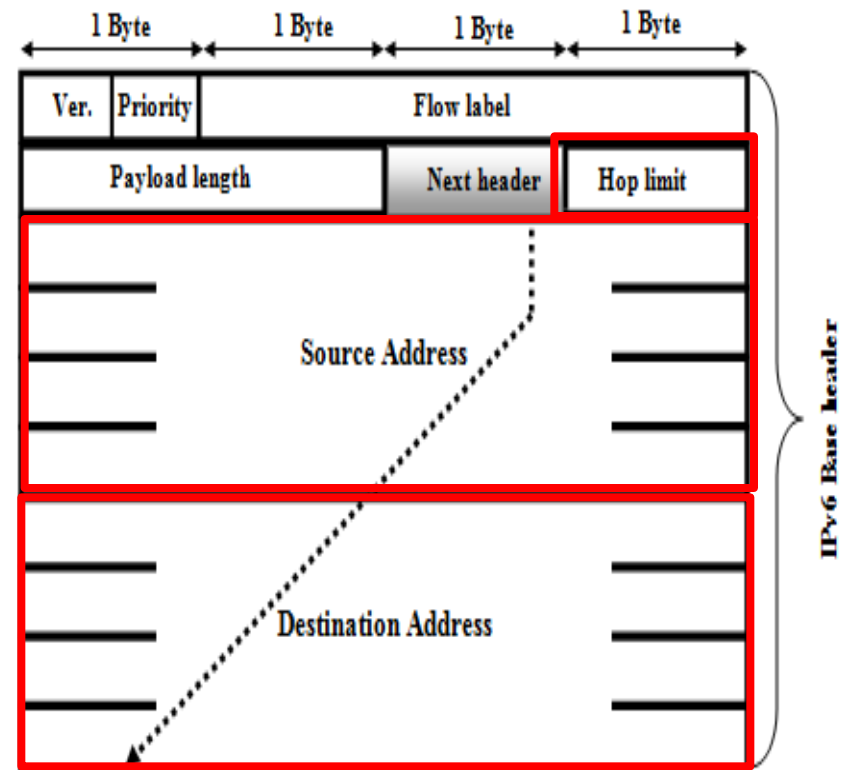 1 Byte 1 Byte 1 Byte 1 Byte
Ver. Priority Flow label
Payload length Next header Hop limit
Source Address
Destination Address
IPv6 Base header